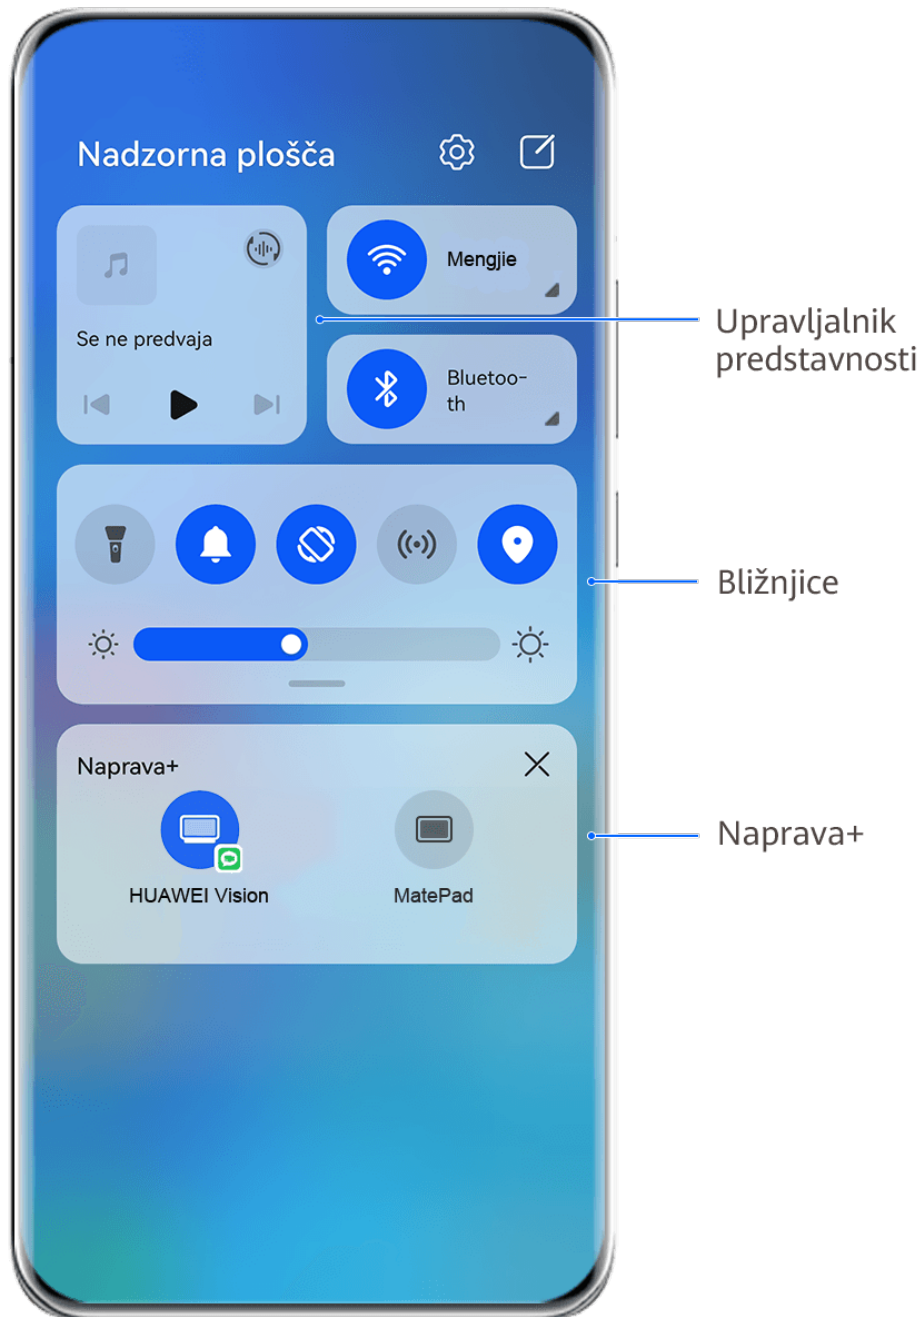 Nadzorna plošča
Se ne predvaja
Mengjie
Bluetoo-
th
Upravljalnik
predstavnosti
Bližnjice
Naprava+
HUAWEI Vision
MatePad
Naprava+